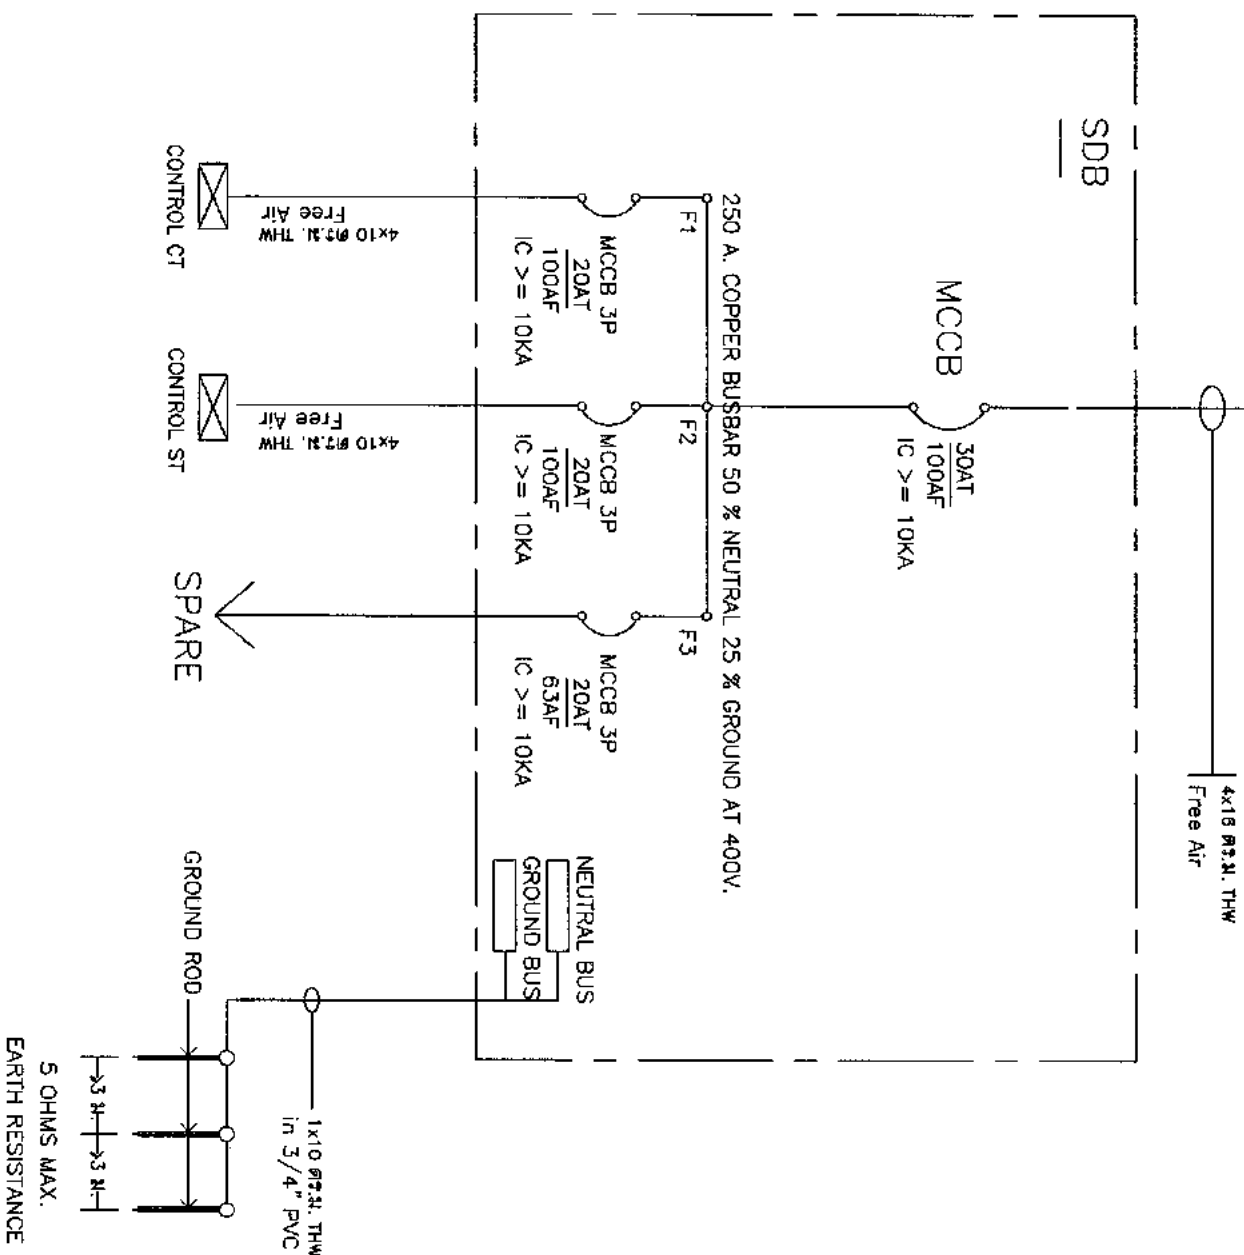 SDB
4x16 ตร.ม. THW
Free Air
MCCB
30AT
100AF
IC >= 10KA
250 A. COPPER BUSBAR 50 % NEUTRAL 25 % GROUND AT 400V.
F1
MCCB 3P
20AT
100AF
IC >= 10KA
F2
MCCB 3P
20AT
100AF
IC >= 10KA
F3
MCCB 3P
20AT
63AF
IC >= 10KA
4x10 ตร.ม. THW
Free Air
CONTROL CT
4x10 ตร.ม. THW
Free Air
CONTROL ST
SPARE
NEUTRAL BUS
GROUND BUS
1x10 ตร.ม. THW
in 3/4" PVC
GROUND ROD
>3 ม.
>3 ม.
5 OHMS MAX.
EARTH RESISTANCE